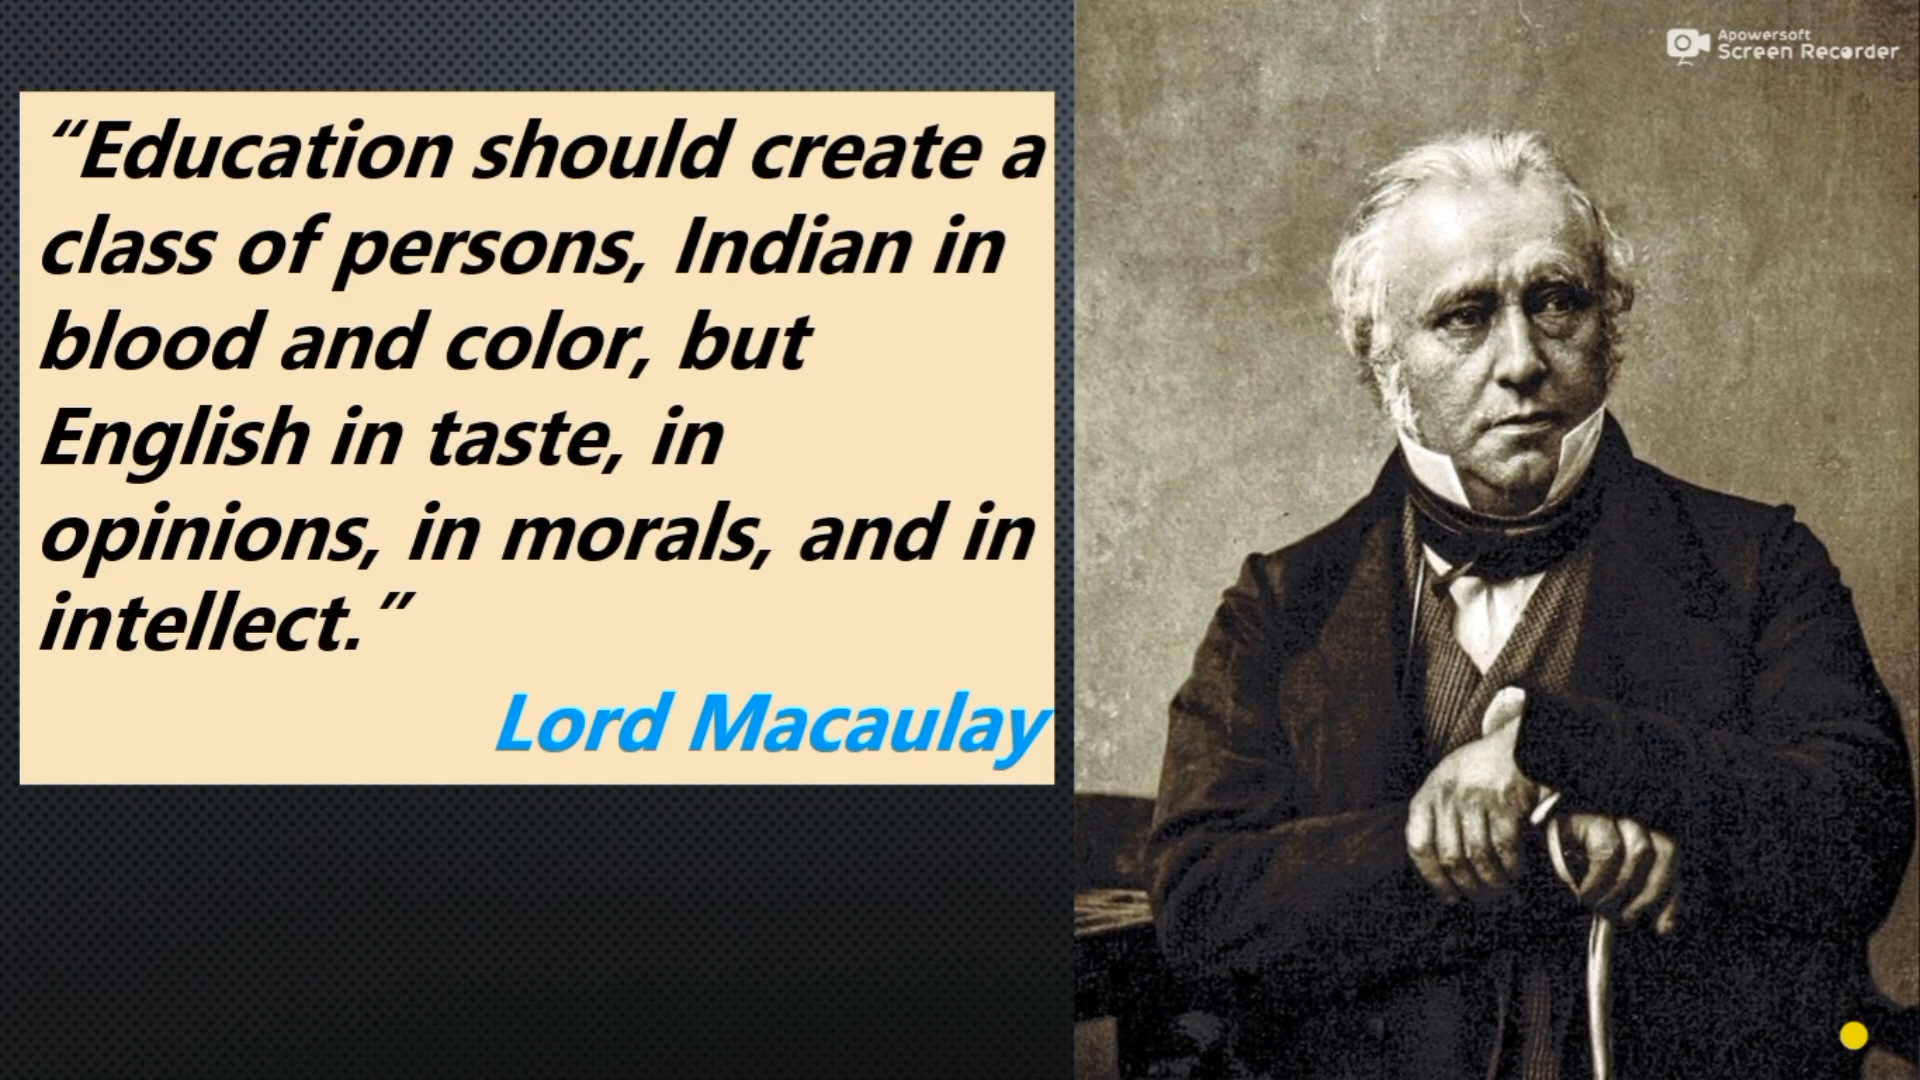 Apowersoft
Screen Recorder
“Education should create a
class of persons, Indian in
blood and color, but
English in taste, in
opinions, in morals, and in
intellect.”
Lord Macaulay